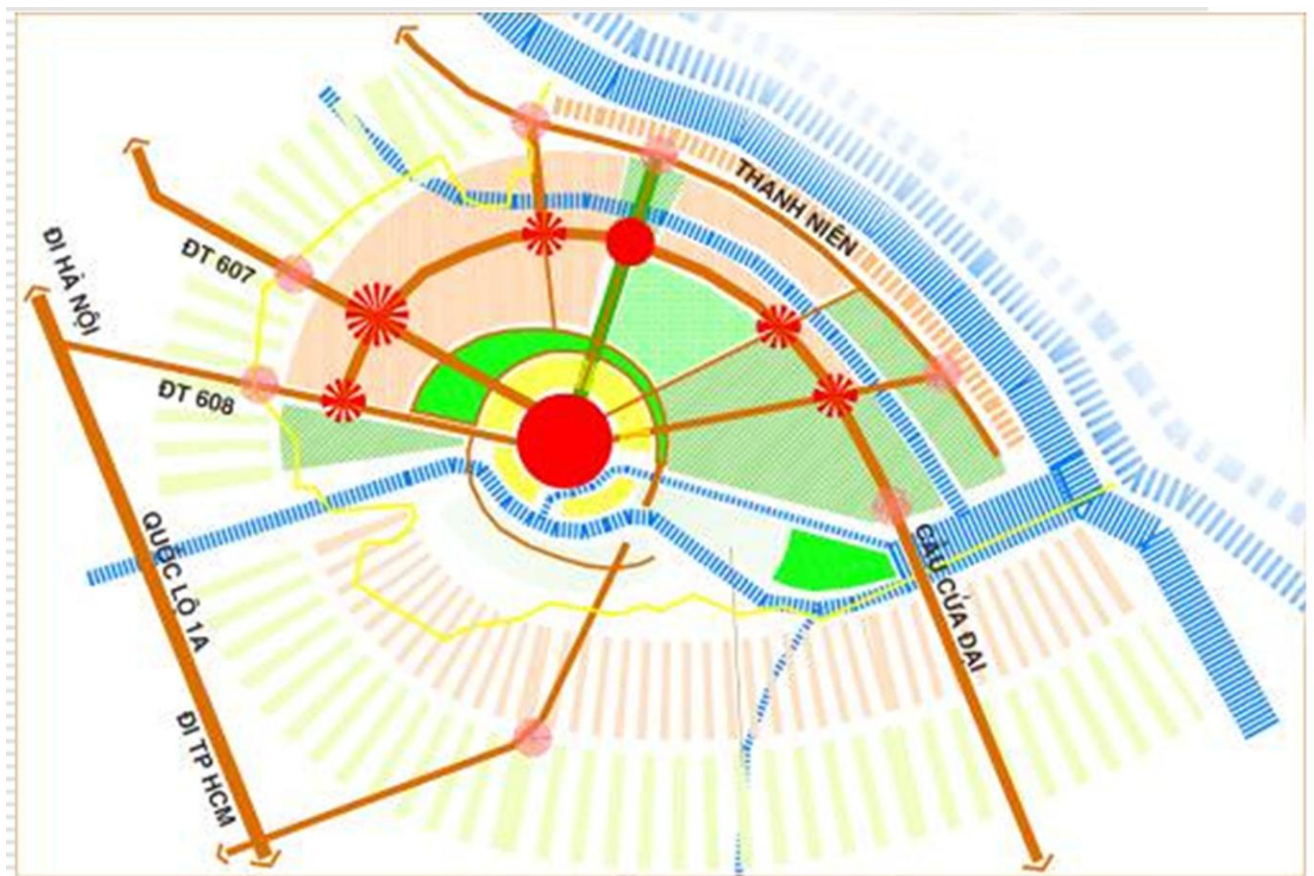 THANH NIÊN
ĐT 607
ĐI HÀ NỘI
ĐT 608
QUỐC LỘ 1A
CẦU CỬA ĐẠI
ĐI TP HCM